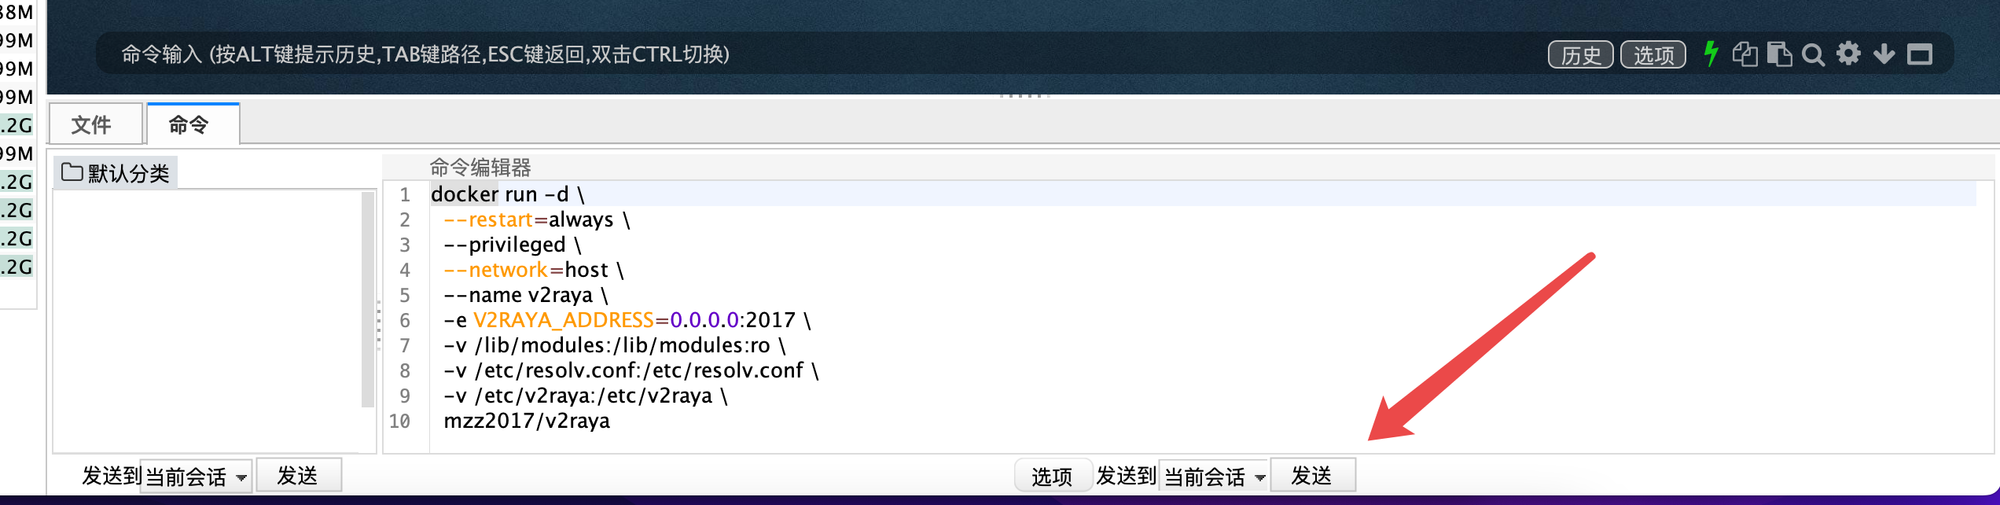 38M
99M
99M
99M
.2G
99M
.2G
.2G
.2G
.2G
命令输入 (按ALT键提示历史,TAB键路径,ESC键返回,双击CTRL切换)
历史 选项
文件 命令
默认分类
命令编辑器
1 docker run -d \
2 --restart=always \
3 --privileged \
4 --network=host \
5 --name v2raya \
6 -e V2RAYA_ADDRESS=0.0.0.0:2017 \
7 -v /lib/modules:/lib/modules:ro \
8 -v /etc/resolv.conf:/etc/resolv.conf \
9 -v /etc/v2raya:/etc/v2raya \
10 mzz2017/v2raya
发送到 当前会话 发送
选项 发送到 当前会话 发送